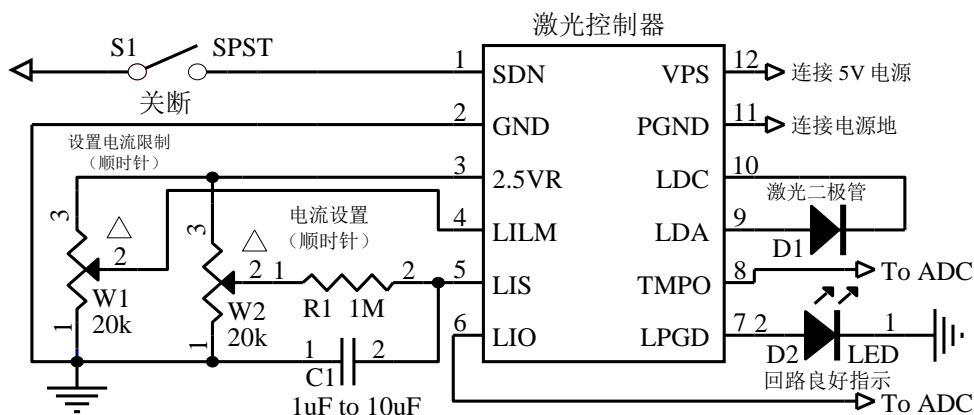 激光控制器
S1 SPST
关断
1 SDN VPS 12 连接 5V 电源
2 GND PGND 11 连接电源地
设置电流限制
（顺时针）
3 2.5VR LDC 10
激光二极管
电流设置
（顺时针）
4 LILM LDA 9
D1
3 2 W1 20k 1
3 2 W2 20k 1
1 R1 1M 2
5 LIS TMPO 8 To ADC
6 LIO LPGD 7 2 D2 LED 1
回路良好指示
1 C1 2
1uF to 10uF
To ADC